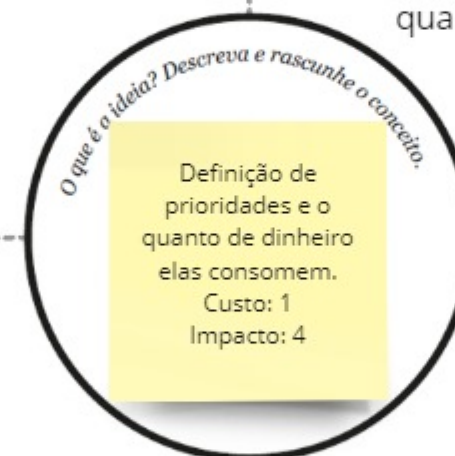 qua
O que é o ideia? Descreva e rascunhe o conceito.
Definição de
prioridades e o
quanto de dinheiro
elas consomem.
Custo: 1
Impacto: 4